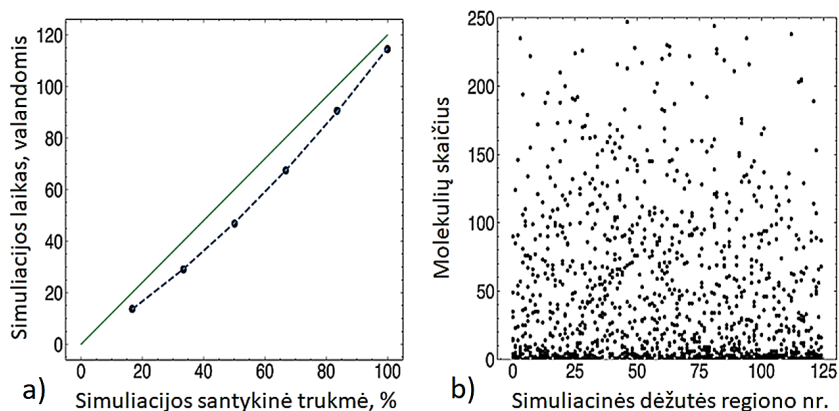 120
100
80
60
40
20
0
Simuliacijos laikas, valandomis
0 20 40 60 80 100
a) Simuliacijos santykinė trukmė, %
250
200
150
100
50
0
Molekulių skaičius
0 25 50 75 100 125
b) Simuliacinės dėžutės regiono nr.